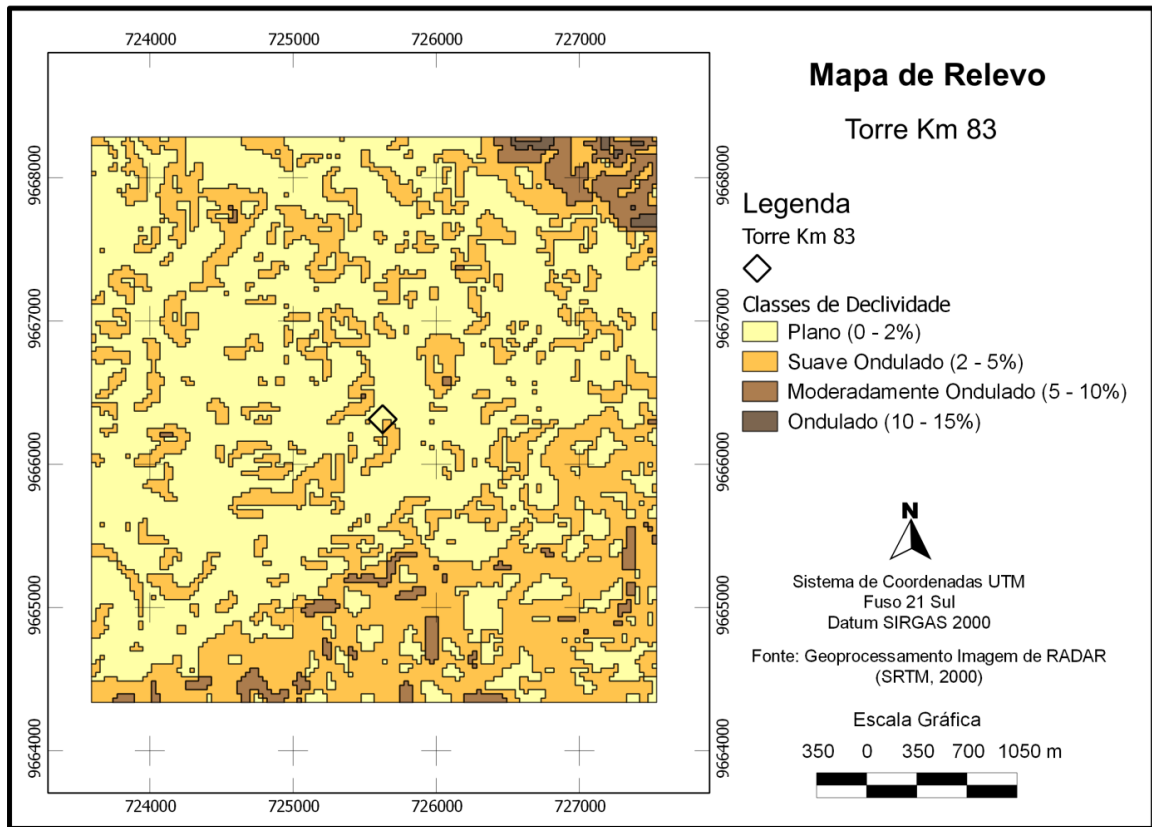 724000 725000 726000 727000
9668000 9668000
9667000 9667000
9666000 9666000
9665000 9665000
9664000 9664000
724000 725000 726000 727000
Mapa de Relevo
Torre Km 83
Legenda
Torre Km 83
Classes de Declividade
Plano (0 - 2%)
Suave Ondulado (2 - 5%)
Moderadamente Ondulado (5 - 10%)
Ondulado (10 - 15%)
N
Sistema de Coordenadas UTM
Fuso 21 Sul
Datum SIRGAS 2000
Fonte: Geoprocessamento Imagem de RADAR
(SRTM, 2000)
Escala Gráfica
350 0 350 700 1050 m